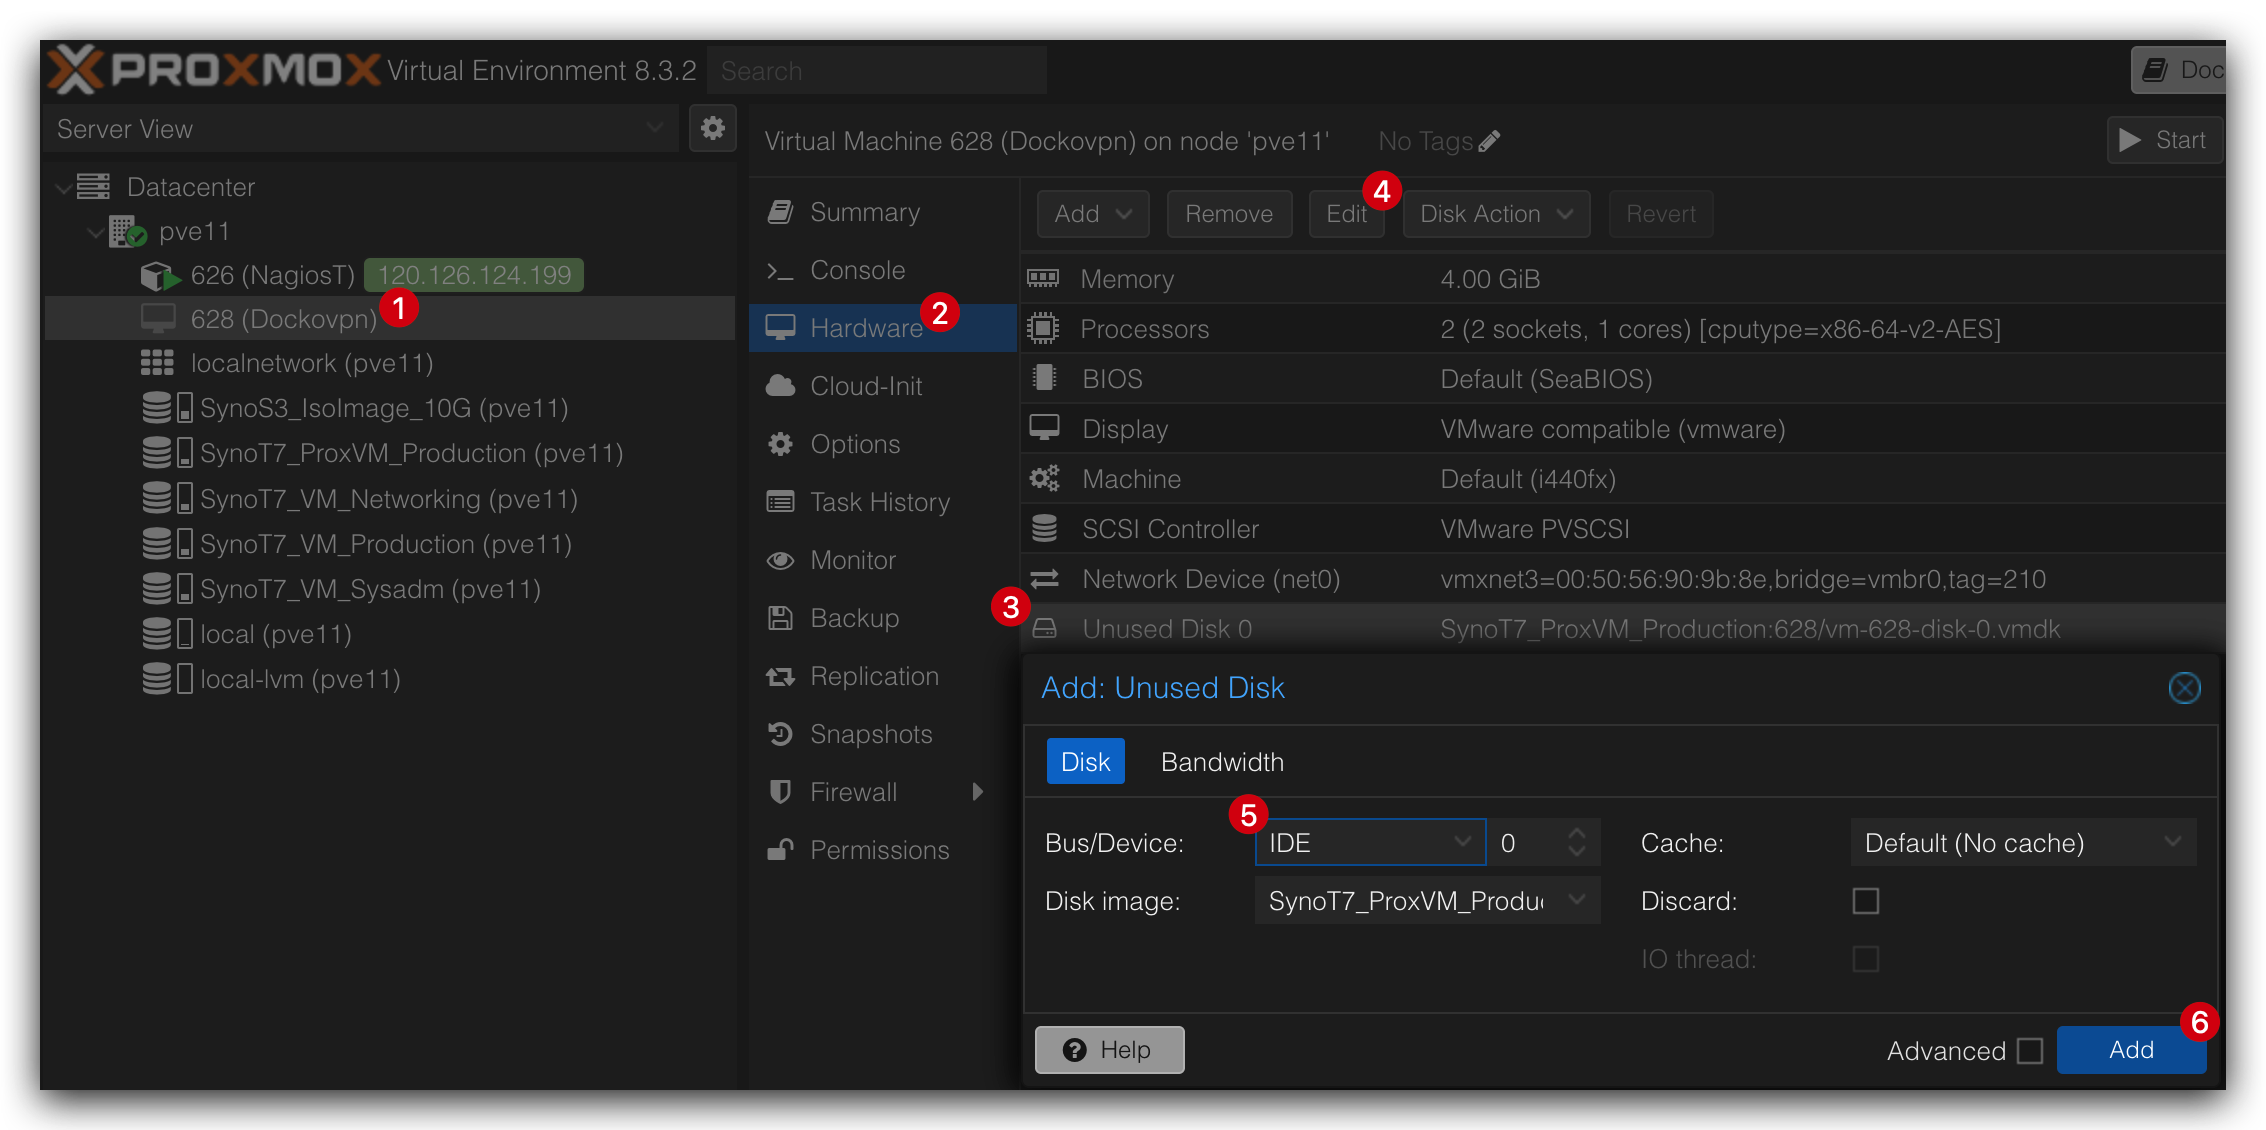 PROXMOX Virtual Environment 8.3.2 Search Doc
Server View
Virtual Machine 628 (Dockovpn) on node 'pve11' No Tags Start
Datacenter
pve11
626 (NagiosT) 120.126.124.199
628 (Dockovpn) 1
localnetwork (pve11)
SynoS3_IsoImage_10G (pve11)
SynoT7_ProxVM_Production (pve11)
SynoT7_VM_Networking (pve11)
SynoT7_VM_Production (pve11)
SynoT7_VM_Sysadm (pve11)
local (pve11)
local-lvm (pve11)
Summary
Console
Hardware 2
Cloud-Init
Options
Task History
Monitor
Backup
Replication
Snapshots
Firewall
Permissions
Add Remove Edit 4 Disk Action Revert
Memory 4.00 GiB
Processors 2 (2 sockets, 1 cores) [cputype=x86-64-v2-AES]
BIOS Default (SeaBIOS)
Display VMware compatible (vmware)
Machine Default (i440fx)
SCSI Controller VMware PVSCSI
Network Device (net0) vmxnet3=00:50:56:90:9b:8e,bridge=vmbr0,tag=210
3 Unused Disk 0 SynoT7_ProxVM_Production:628/vm-628-disk-0.vmdk
Add: Unused Disk
Disk Bandwidth
5
Bus/Device: IDE 0 Cache: Default (No cache)
Disk image: SynoT7_ProxVM_Produ Discard:
IO thread:
6
Help Advanced Add